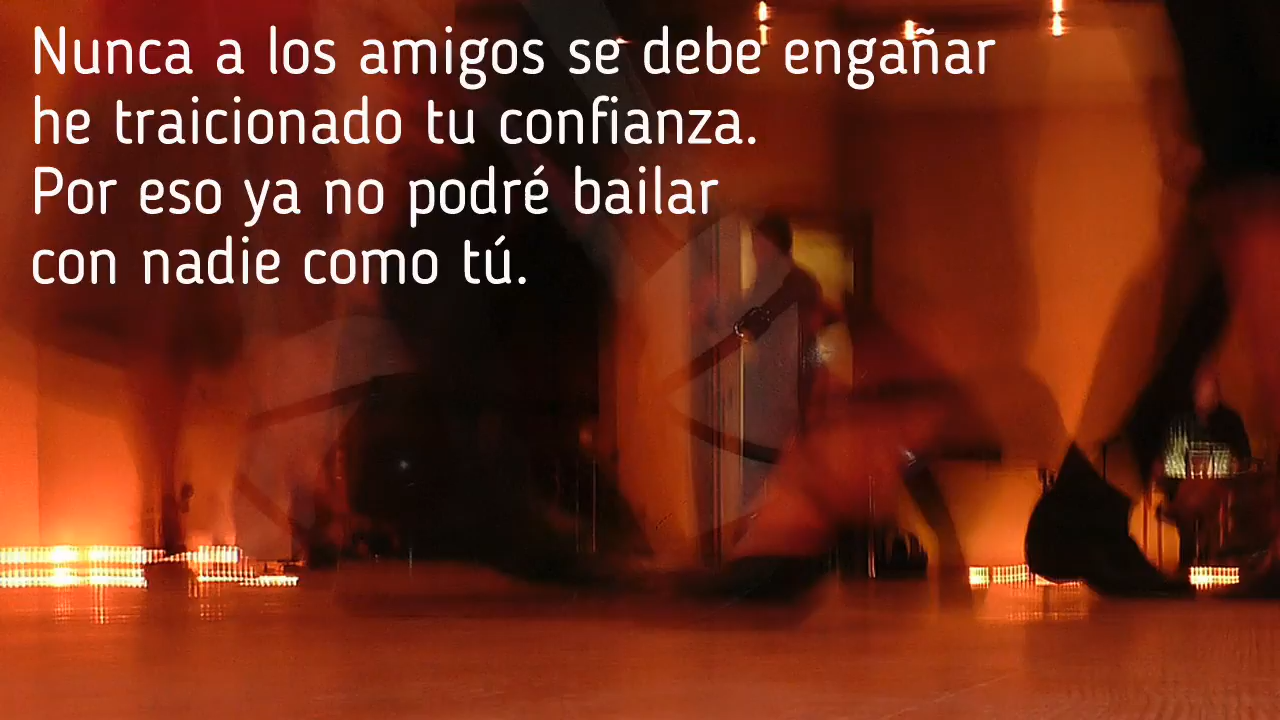 Nunca a los amigos se debe engañar
he traicionado tu confianza.
Por eso ya no podré bailar
con nadie como tú.